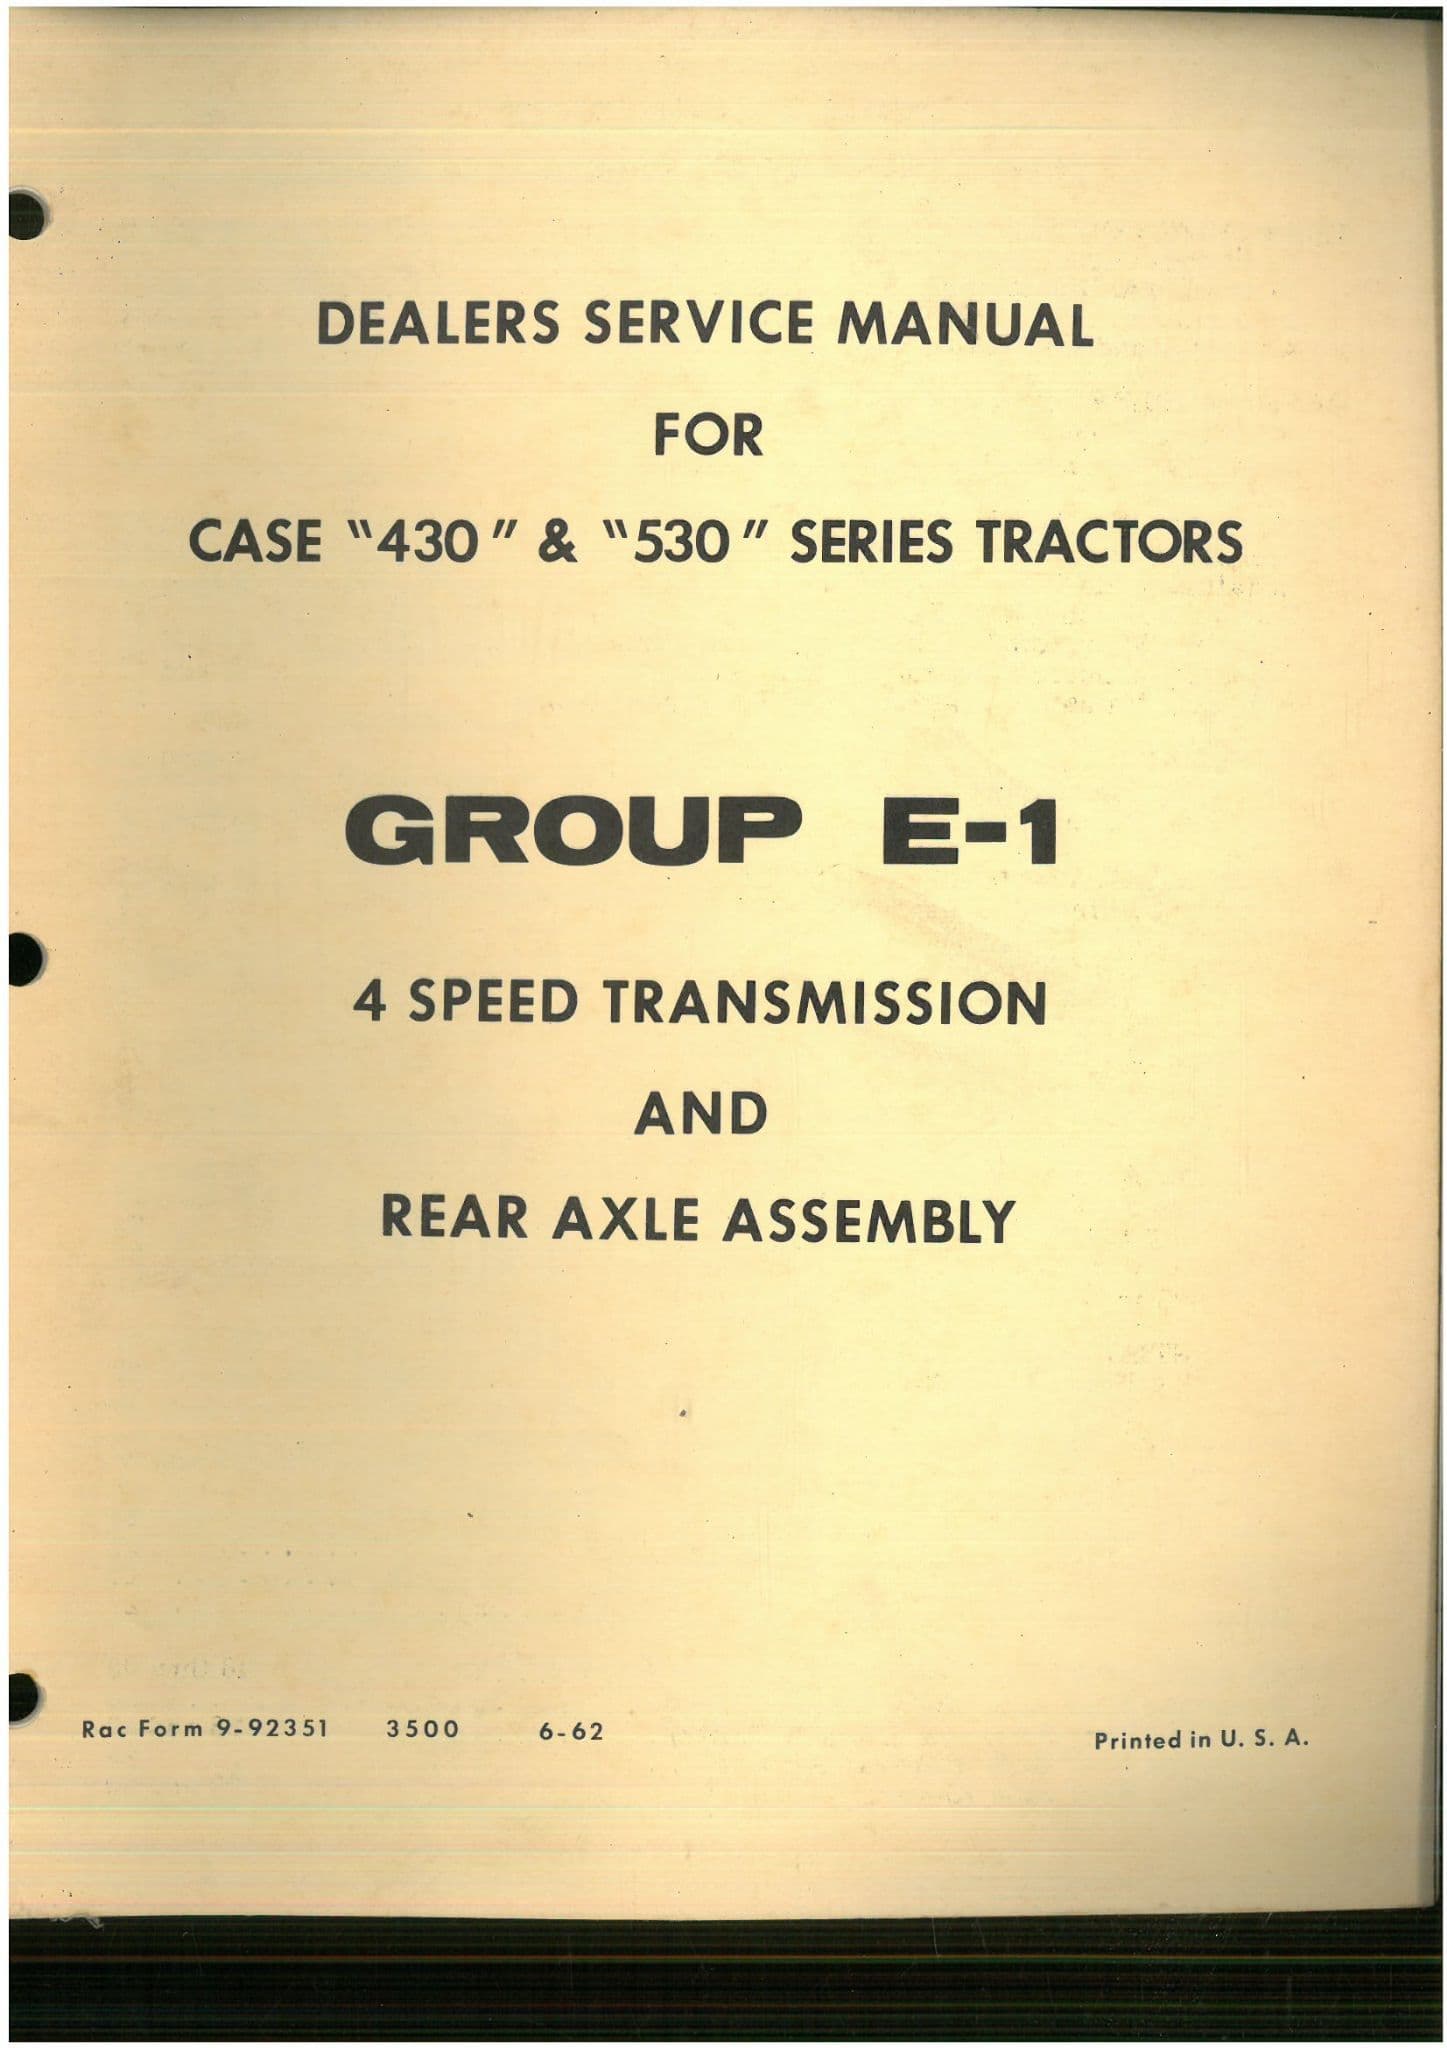 DEALERS SERVICE MANUAL
FOR
CASE "430" & "530" SERIES TRACTORS
GROUP E-1
4 SPEED TRANSMISSION
AND
REAR AXLE ASSEMBLY
Rac Form 9-92351 3500 6-62
Printed in U. S. A.